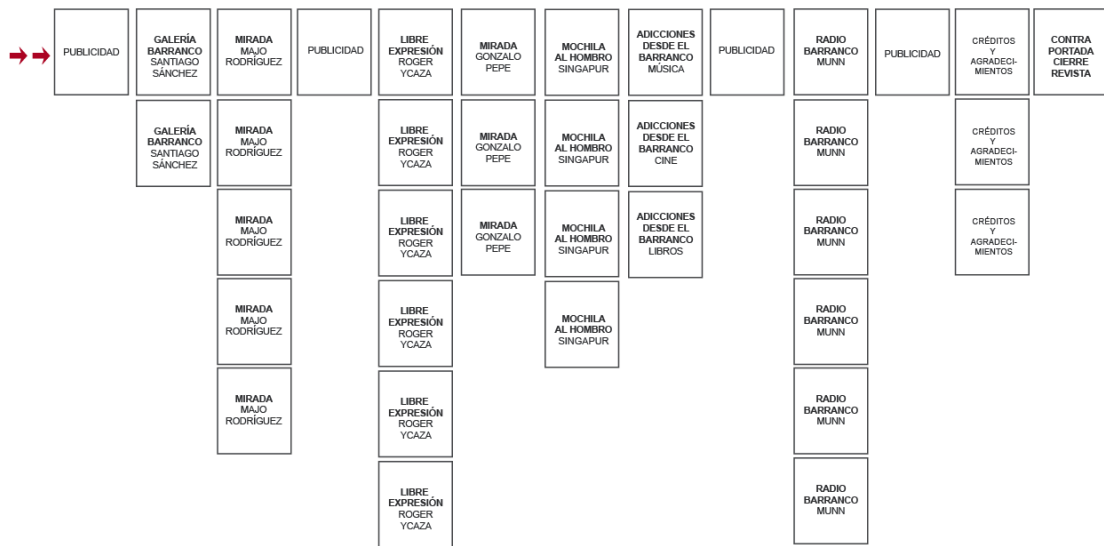 PUBLICIDAD
GALERÍA
BARRANCO
SANTIAGO
SÁNCHEZ
MIRADA
MAJO
RODRÍGUEZ
PUBLICIDAD
LIBRE
EXPRESIÓN
ROGER
YCAZA
MIRADA
GONZALO
PEPE
MOCHILA
AL HOMBRO
SINGAPUR
ADICCIONES
DESDE EL
BARRANCO
MÚSICA
PUBLICIDAD
RADIO
BARRANCO
MUNN
PUBLICIDAD
CRÉDITOS
Y
AGRADECI-
MIENTOS
CONTRA
PORTADA
CIERRE
REVISTA
GALERÍA
BARRANCO
SANTIAGO
SÁNCHEZ
MIRADA
MAJO
RODRÍGUEZ
LIBRE
EXPRESIÓN
ROGER
YCAZA
MIRADA
GONZALO
PEPE
MOCHILA
AL HOMBRO
SINGAPUR
ADICCIONES
DESDE EL
BARRANCO
CINE
RADIO
BARRANCO
MUNN
CRÉDITOS
Y
AGRADECI-
MIENTOS
MIRADA
MAJO
RODRÍGUEZ
LIBRE
EXPRESIÓN
ROGER
YCAZA
MIRADA
GONZALO
PEPE
MOCHILA
AL HOMBRO
SINGAPUR
ADICCIONES
DESDE EL
BARRANCO
LIBROS
RADIO
BARRANCO
MUNN
CRÉDITOS
Y
AGRADECI-
MIENTOS
MIRADA
MAJO
RODRÍGUEZ
LIBRE
EXPRESIÓN
ROGER
YCAZA
MOCHILA
AL HOMBRO
SINGAPUR
RADIO
BARRANCO
MUNN
MIRADA
MAJO
RODRÍGUEZ
LIBRE
EXPRESIÓN
ROGER
YCAZA
RADIO
BARRANCO
MUNN
LIBRE
EXPRESIÓN
ROGER
YCAZA
RADIO
BARRANCO
MUNN